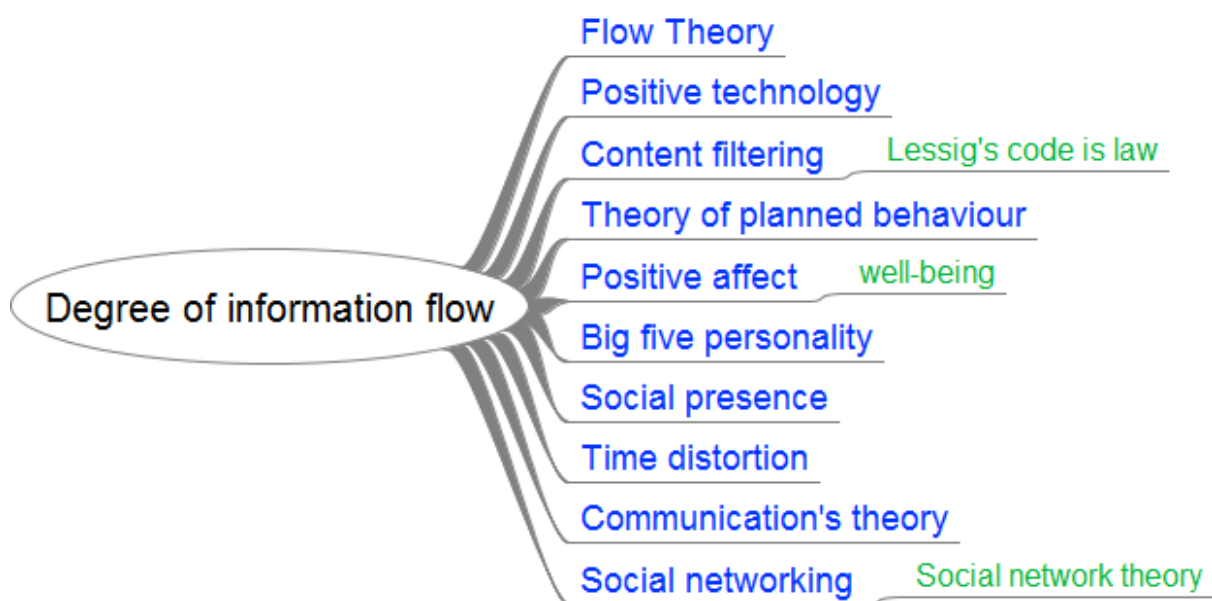 Flow Theory
Positive technology
Content filtering
Lessig's code is law
Theory of planned behaviour
Positive affect
well-being
Degree of information flow
Big five personality
Social presence
Time distortion
Communication's theory
Social networking
Social network theory